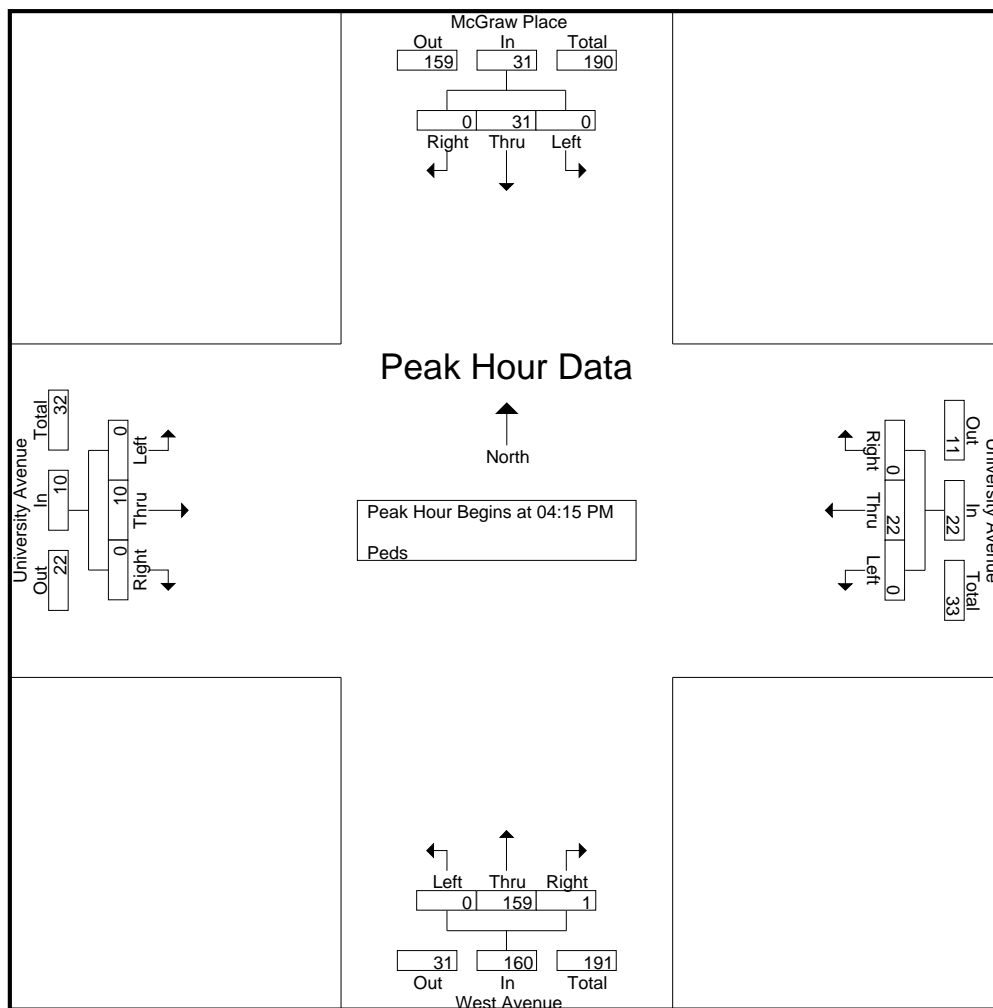 McGraw Place
Out In Total
159 31 190
0 31 0
Right Thru Left
Peak Hour Data
North
Peak Hour Begins at 04:15 PM
Peds
University Avenue
Out In Total
22 10 32
0 10 0
Right Thru Left
University Avenue
Out In Total
11 22 33
0 22 0
Right Thru Left
Left Thru Right
0 159 1
31 160 191
Out In Total
West Avenue